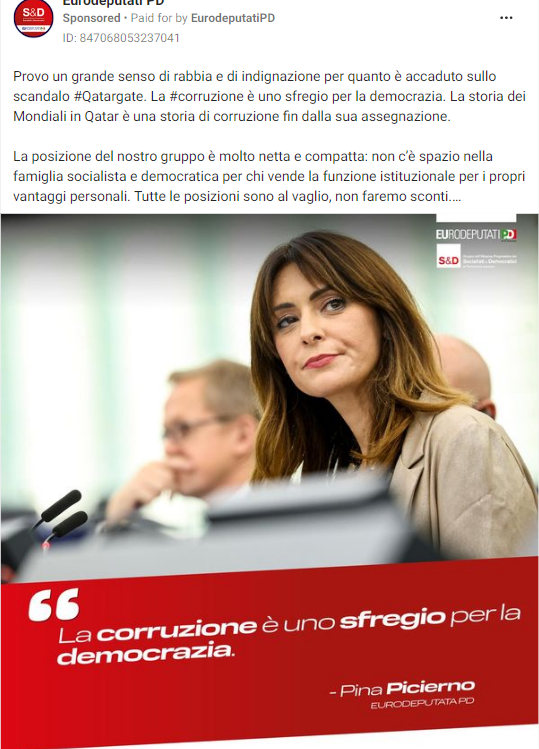 Eurodeputati PD
Sponsored • Paid for by EurodeputatiPD
ID: 847068053237041
Provo un grande senso di rabbia e di indignazione per quanto è accaduto sullo
scandalo #Qatargate. La #corruzione è uno sfregio per la democrazia. La storia dei
Mondiali in Qatar è una storia di corruzione fin dalla sua assegnazione.
La posizione del nostro gruppo è molto netta e compatta: non c'è spazio nella
famiglia socialista e democratica per chi vende la funzione istituzionale per i propri
vantaggi personali. Tutte le posizioni sono al vaglio, non faremo sconti.…
EURODEPUTATI PD
S&D
S&D
Socialisti e Democratici
“
La corruzione è uno sfregio per la
democrazia.
- Pina Picierno
EURODEPUTATA PD